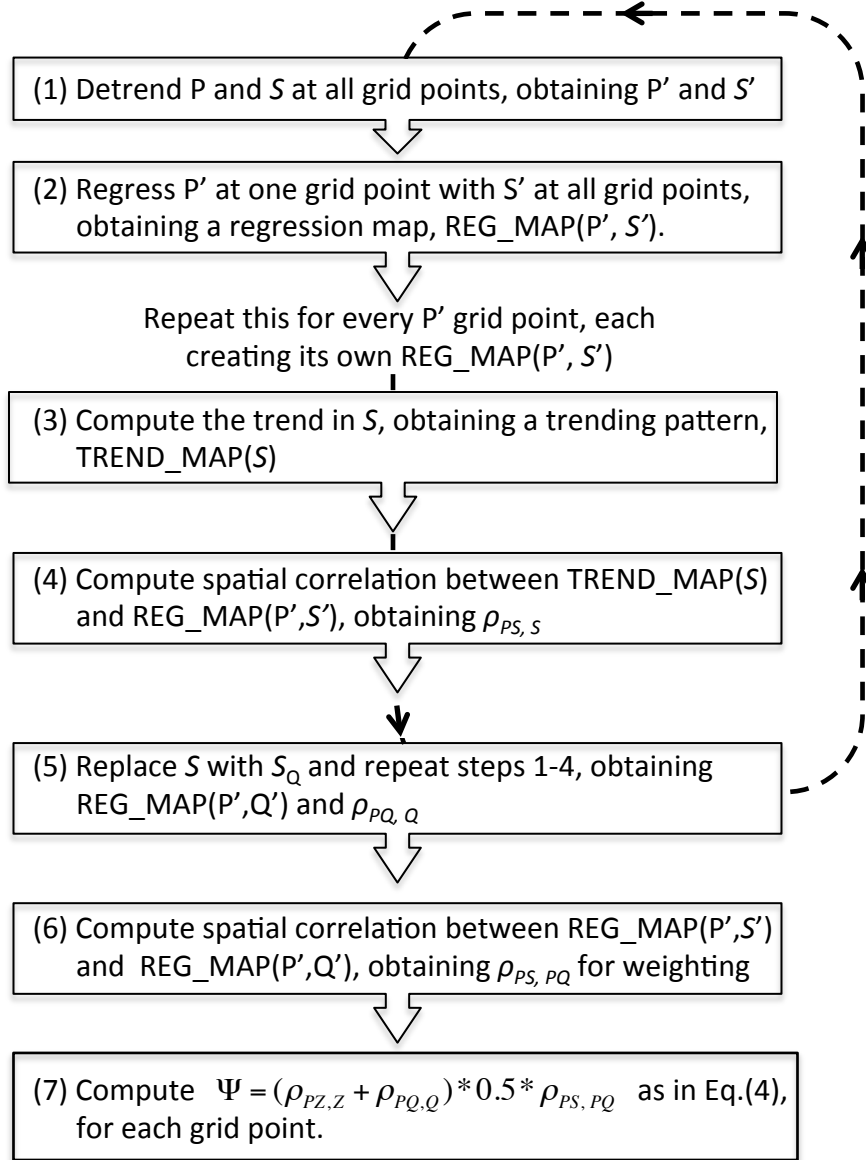 (1) Detrend P and S at all grid points, obtaining P’ and S’
(2) Regress P’ at one grid point with S’ at all grid points,
obtaining a regression map, REG_MAP(P’, S’).
Repeat this for every P’ grid point, each
creating its own REG_MAP(P’, S’)
(3) Compute the trend in S, obtaining a trending pattern,
TREND_MAP(S)
(4) Compute spatial correlation between TREND_MAP(S)
and REG_MAP(P’,S’), obtaining ρPS, S
(5) Replace S with SQ and repeat steps 1-4, obtaining
REG_MAP(P’,Q’) and ρPQ, Q
(6) Compute spatial correlation between REG_MAP(P’,S’)
and REG_MAP(P’,Q’), obtaining ρPS, PQ for weighting
(7) Compute Ψ = (ρPZ,Z + ρPQ,Q) * 0.5 * ρPS, PQ as in Eq.(4),
for each grid point.